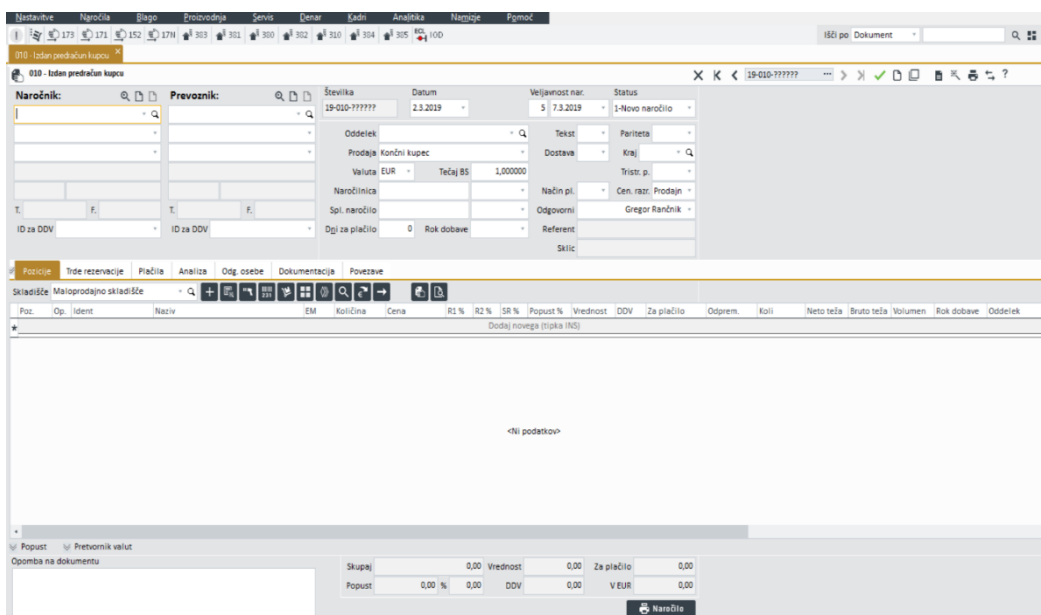 Nastavitve Naročila Blago Proizvodnja Servis Denar Kadri Analitika Namizje Pomoč
173 171 152 17N 383 381 380 382 310 384 385 ECL 10D Išči po Dokument
010 - Izdan predračun kupcu
010 - Izdan predračun kupcu 19-010-??????
Naročnik: Prevoznik: Številka Datum Veljavnost nar. Status
19-010-?????? 2.3.2019 5 7.3.2019 1-Novo naročilo
Oddelek Tekst Pariteta
Prodaja Končni kupec Dostava Kraj
Valuta EUR Tečaj BS 1,000000 Tristr. p.
Naročilnica Način pl. Cen. razr. Prodajn
T. F. T. F. Spl. naročilo Odgovorni Gregor Rančnik
ID za DDV ID za DDV Dni za plačilo 0 Rok dobave Referent
Sklic
Pozicije Trde rezervacije Plačila Analiza Odg. osebe Dokumentacija Povezave
Skladišče Maloprodajno skladišče
Poz. Op. Ident Naziv EM Količina Cena R1 % R2 % SR % Popust % Vrednost DDV Za plačilo Odprem. Koli Neto teža Bruto teža Volumen Rok dobave Oddelek
Dodaj novega (tipka INS)
<Ni podatkov>
Popust Pretvornik valut
Opomba na dokumentu
Skupaj 0,00 Vrednost 0,00 Za plačilo 0,00
Popust 0,00 % 0,00 DDV 0,00 V EUR 0,00
Naročilo